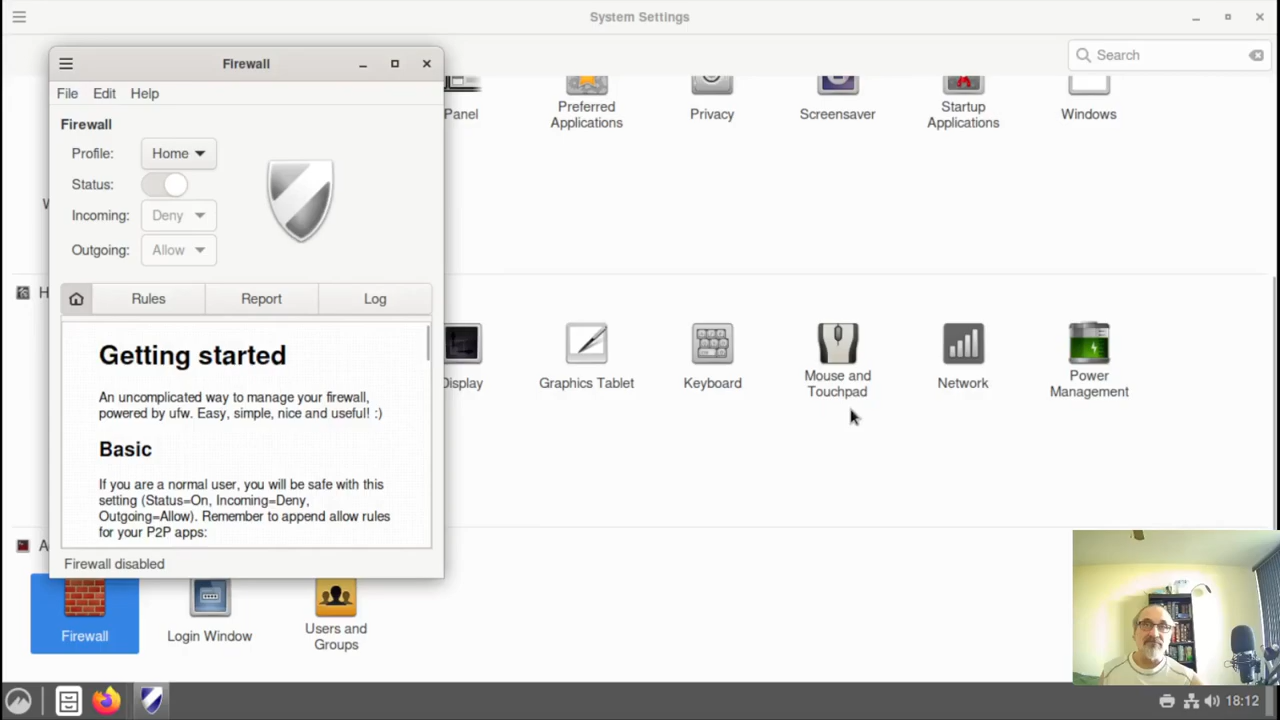 System Settings
Search
Firewall
File Edit Help
Firewall
Profile: Home
Status:
Incoming: Deny
Outgoing: Allow
Rules Report Log
Getting started
An uncomplicated way to manage your firewall,
powered by ufw. Easy, simple, nice and useful! :)
Basic
If you are a normal user, you will be safe with this
setting (Status=On, Incoming=Deny,
Outgoing=Allow). Remember to append allow rules
for your P2P apps:
Firewall disabled
Panel
Preferred
Applications
Privacy
Screensaver
Startup
Applications
Windows
W
H
Display
Graphics Tablet
Keyboard
Mouse and
Touchpad
Network
Power
Management
A
Firewall
Login Window
Users and
Groups
18:12